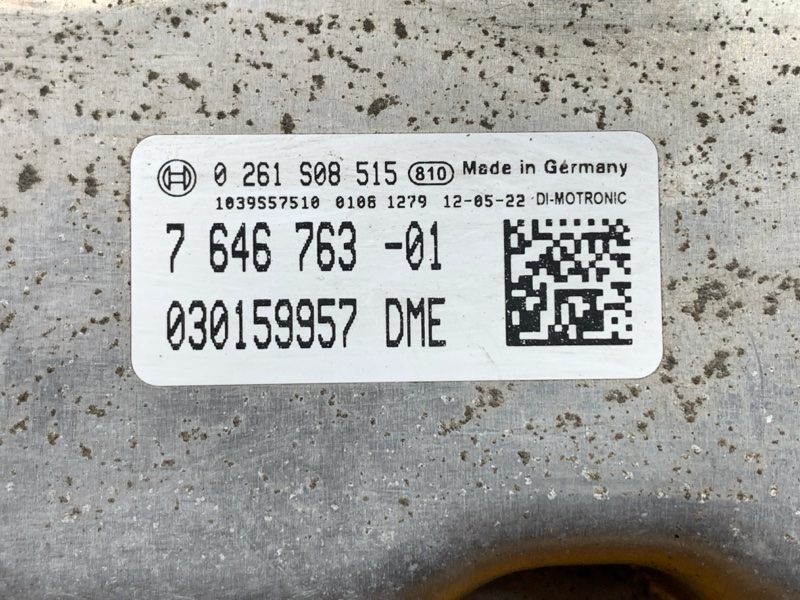 0 261 S08 515 810 Made in Germany
1039S57510 0106 1279 12-05-22 DI-MOTRONIC
7 646 763 -01
030159957 DME